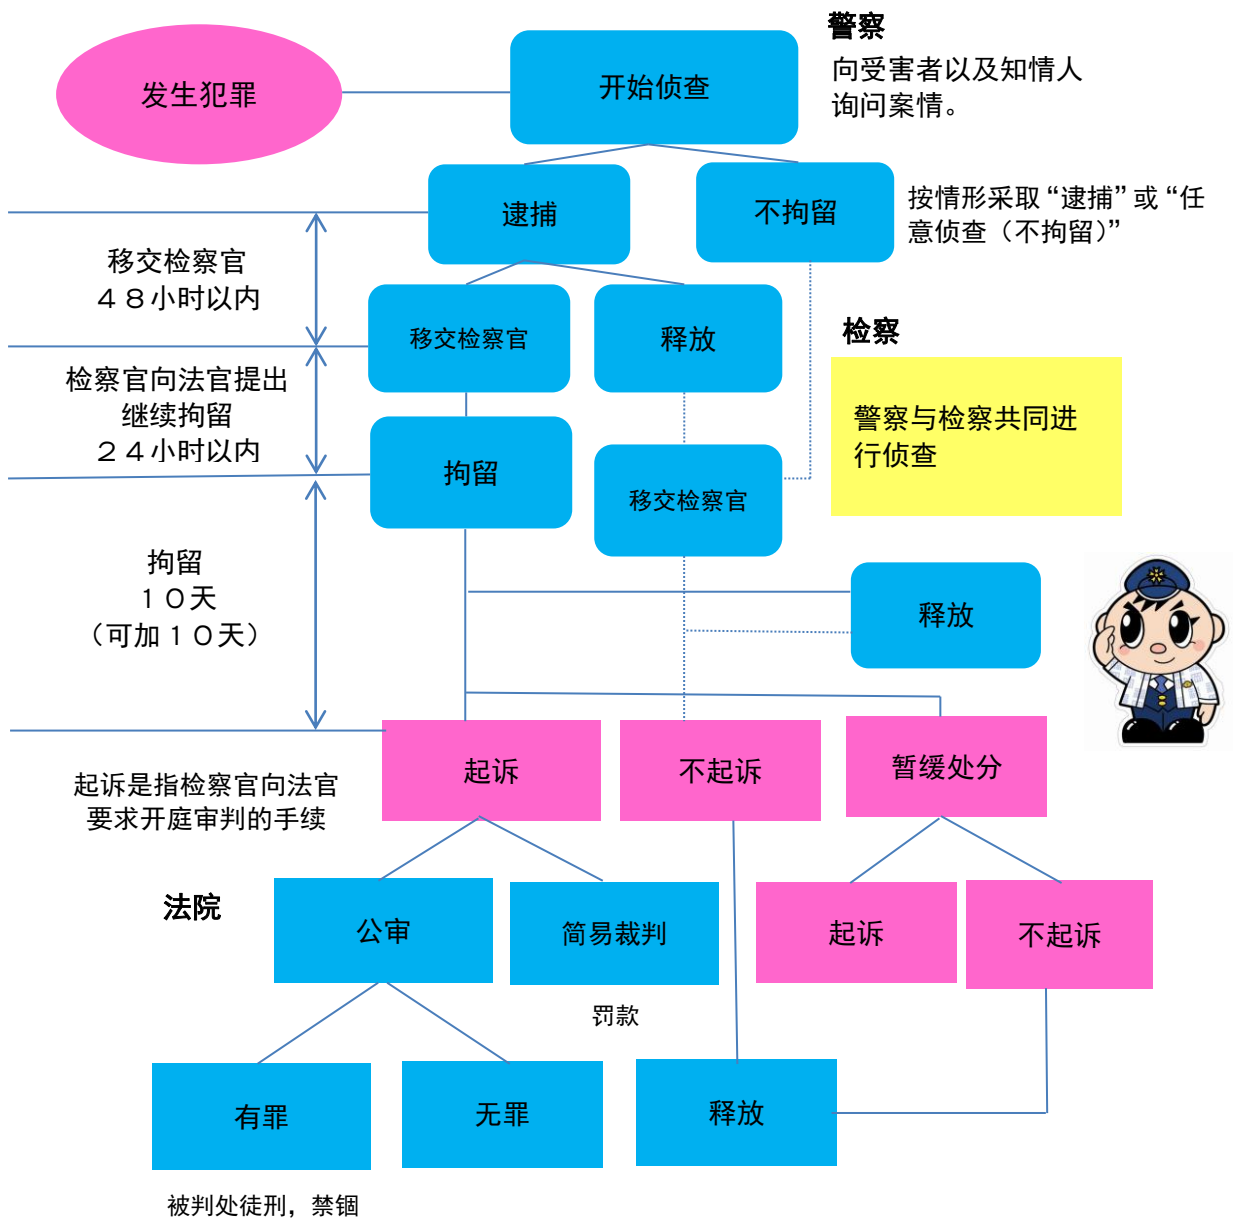 警察
发生犯罪
开始侦查
向受害者以及知情人
询问案情。
逮捕
不拘留
按情形采取“逮捕”或“任
意侦查（不拘留）”
移交检察官
４８小时以内
移交检察官
释放
检察
检察官向法官提出
继续拘留
２４小时以内
警察与检察共同进
行侦查
拘留
移交检察官
拘留
１０天
（可加１０天）
释放
起诉
不起诉
暂缓处分
起诉是指检察官向法官
要求开庭审判的手续
法院
公审
简易裁判
起诉
不起诉
罚款
有罪
无罪
释放
被判处徒刑，禁锢